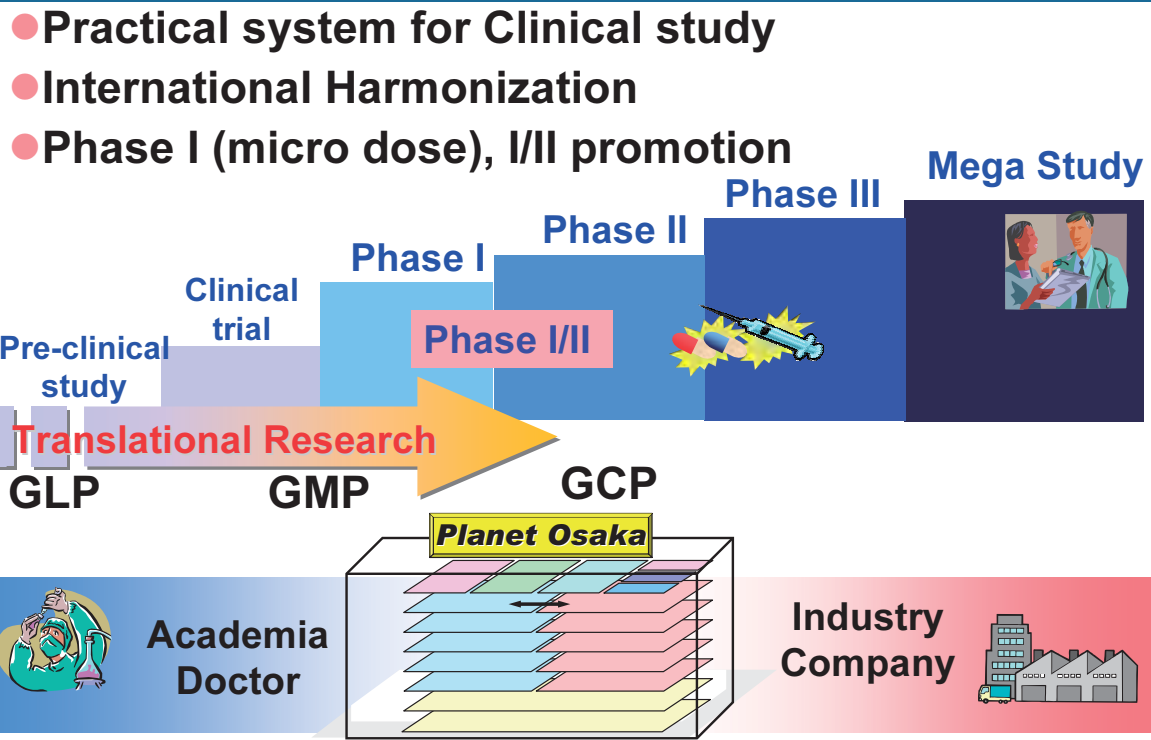 Practical system for Clinical study
International Harmonization
Phase I (micro dose), I/II promotion
Mega Study
Phase III
Phase II
Phase I
Clinical
trial
Phase I/II
Pre-clinical
study
Translational Research
GLP
GMP
GCP
Planet Osaka
Academia
Doctor
Industry
Company